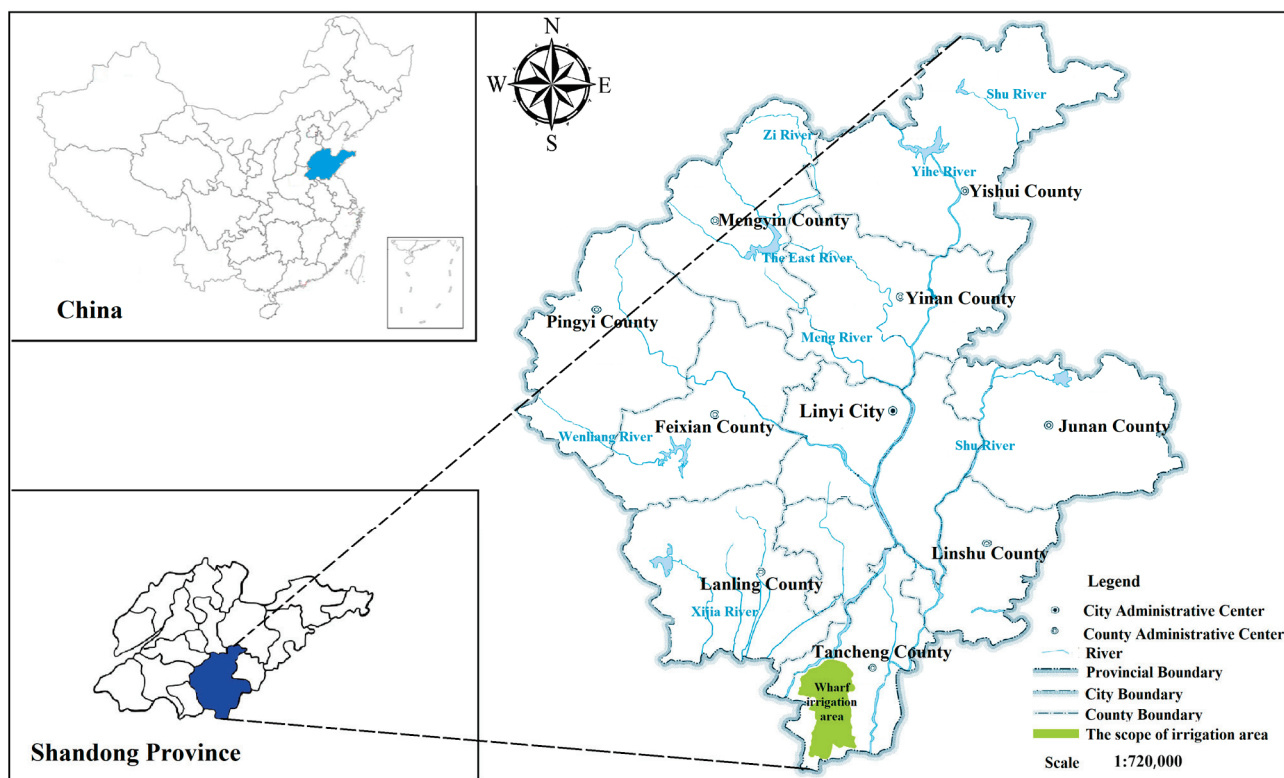 China
Shandong Province
N
W
E
S
Shu River
Zi River
Yihe River
Yishui County
Mengyin County
The East River
Yinan County
Pingyi County
Meng River
Linyi City
Feixian County
Junan County
Wenliang River
Shu River
Linshu County
Lanling County
Xijia River
Tancheng County
Wharf
irrigation
area
Legend
City Administrative Center
County Administrative Center
River
Provincial Boundary
City Boundary
County Boundary
The scope of irrigation area
Scale 1:720,000